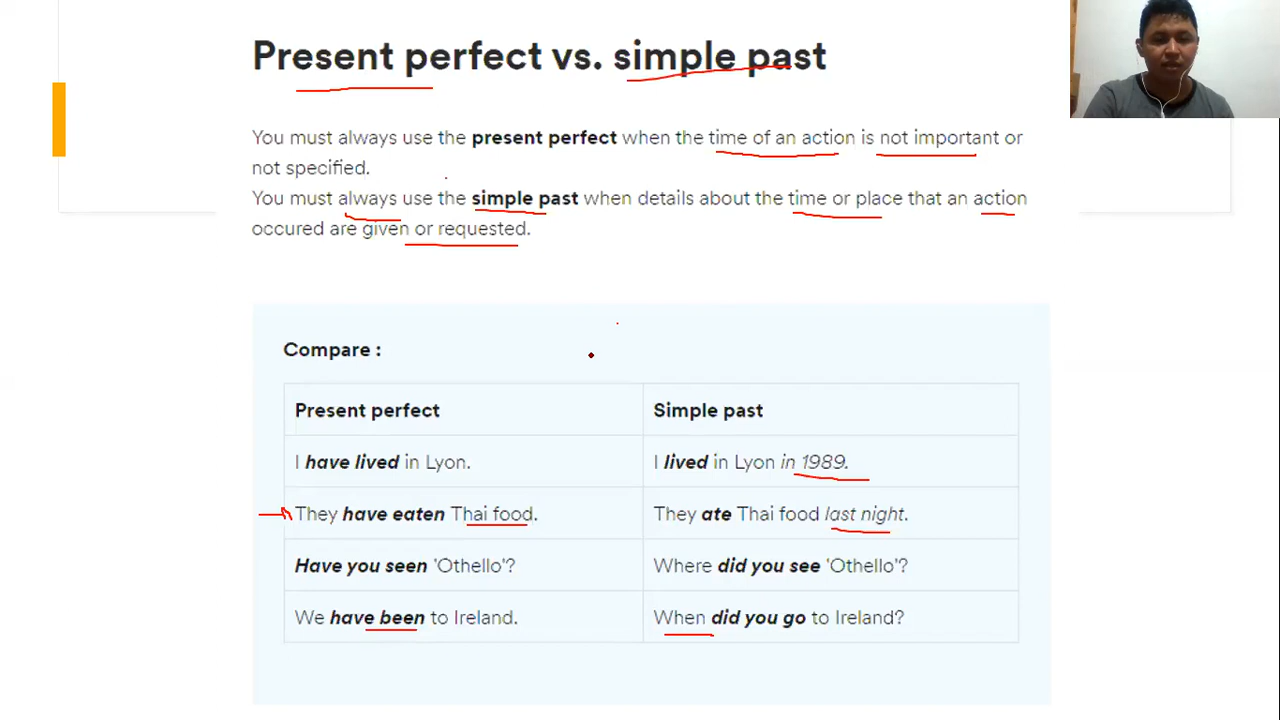 Present perfect vs. simple past
You must always use the present perfect when the time of an action is not important or
not specified.
You must always use the simple past when details about the time or place that an action
occured are given or requested.
Compare :
Present perfect Simple past
I have lived in Lyon. I lived in Lyon in 1989.
They have eaten Thai food. They ate Thai food last night.
Have you seen 'Othello'? Where did you see 'Othello'?
We have been to Ireland. When did you go to Ireland?